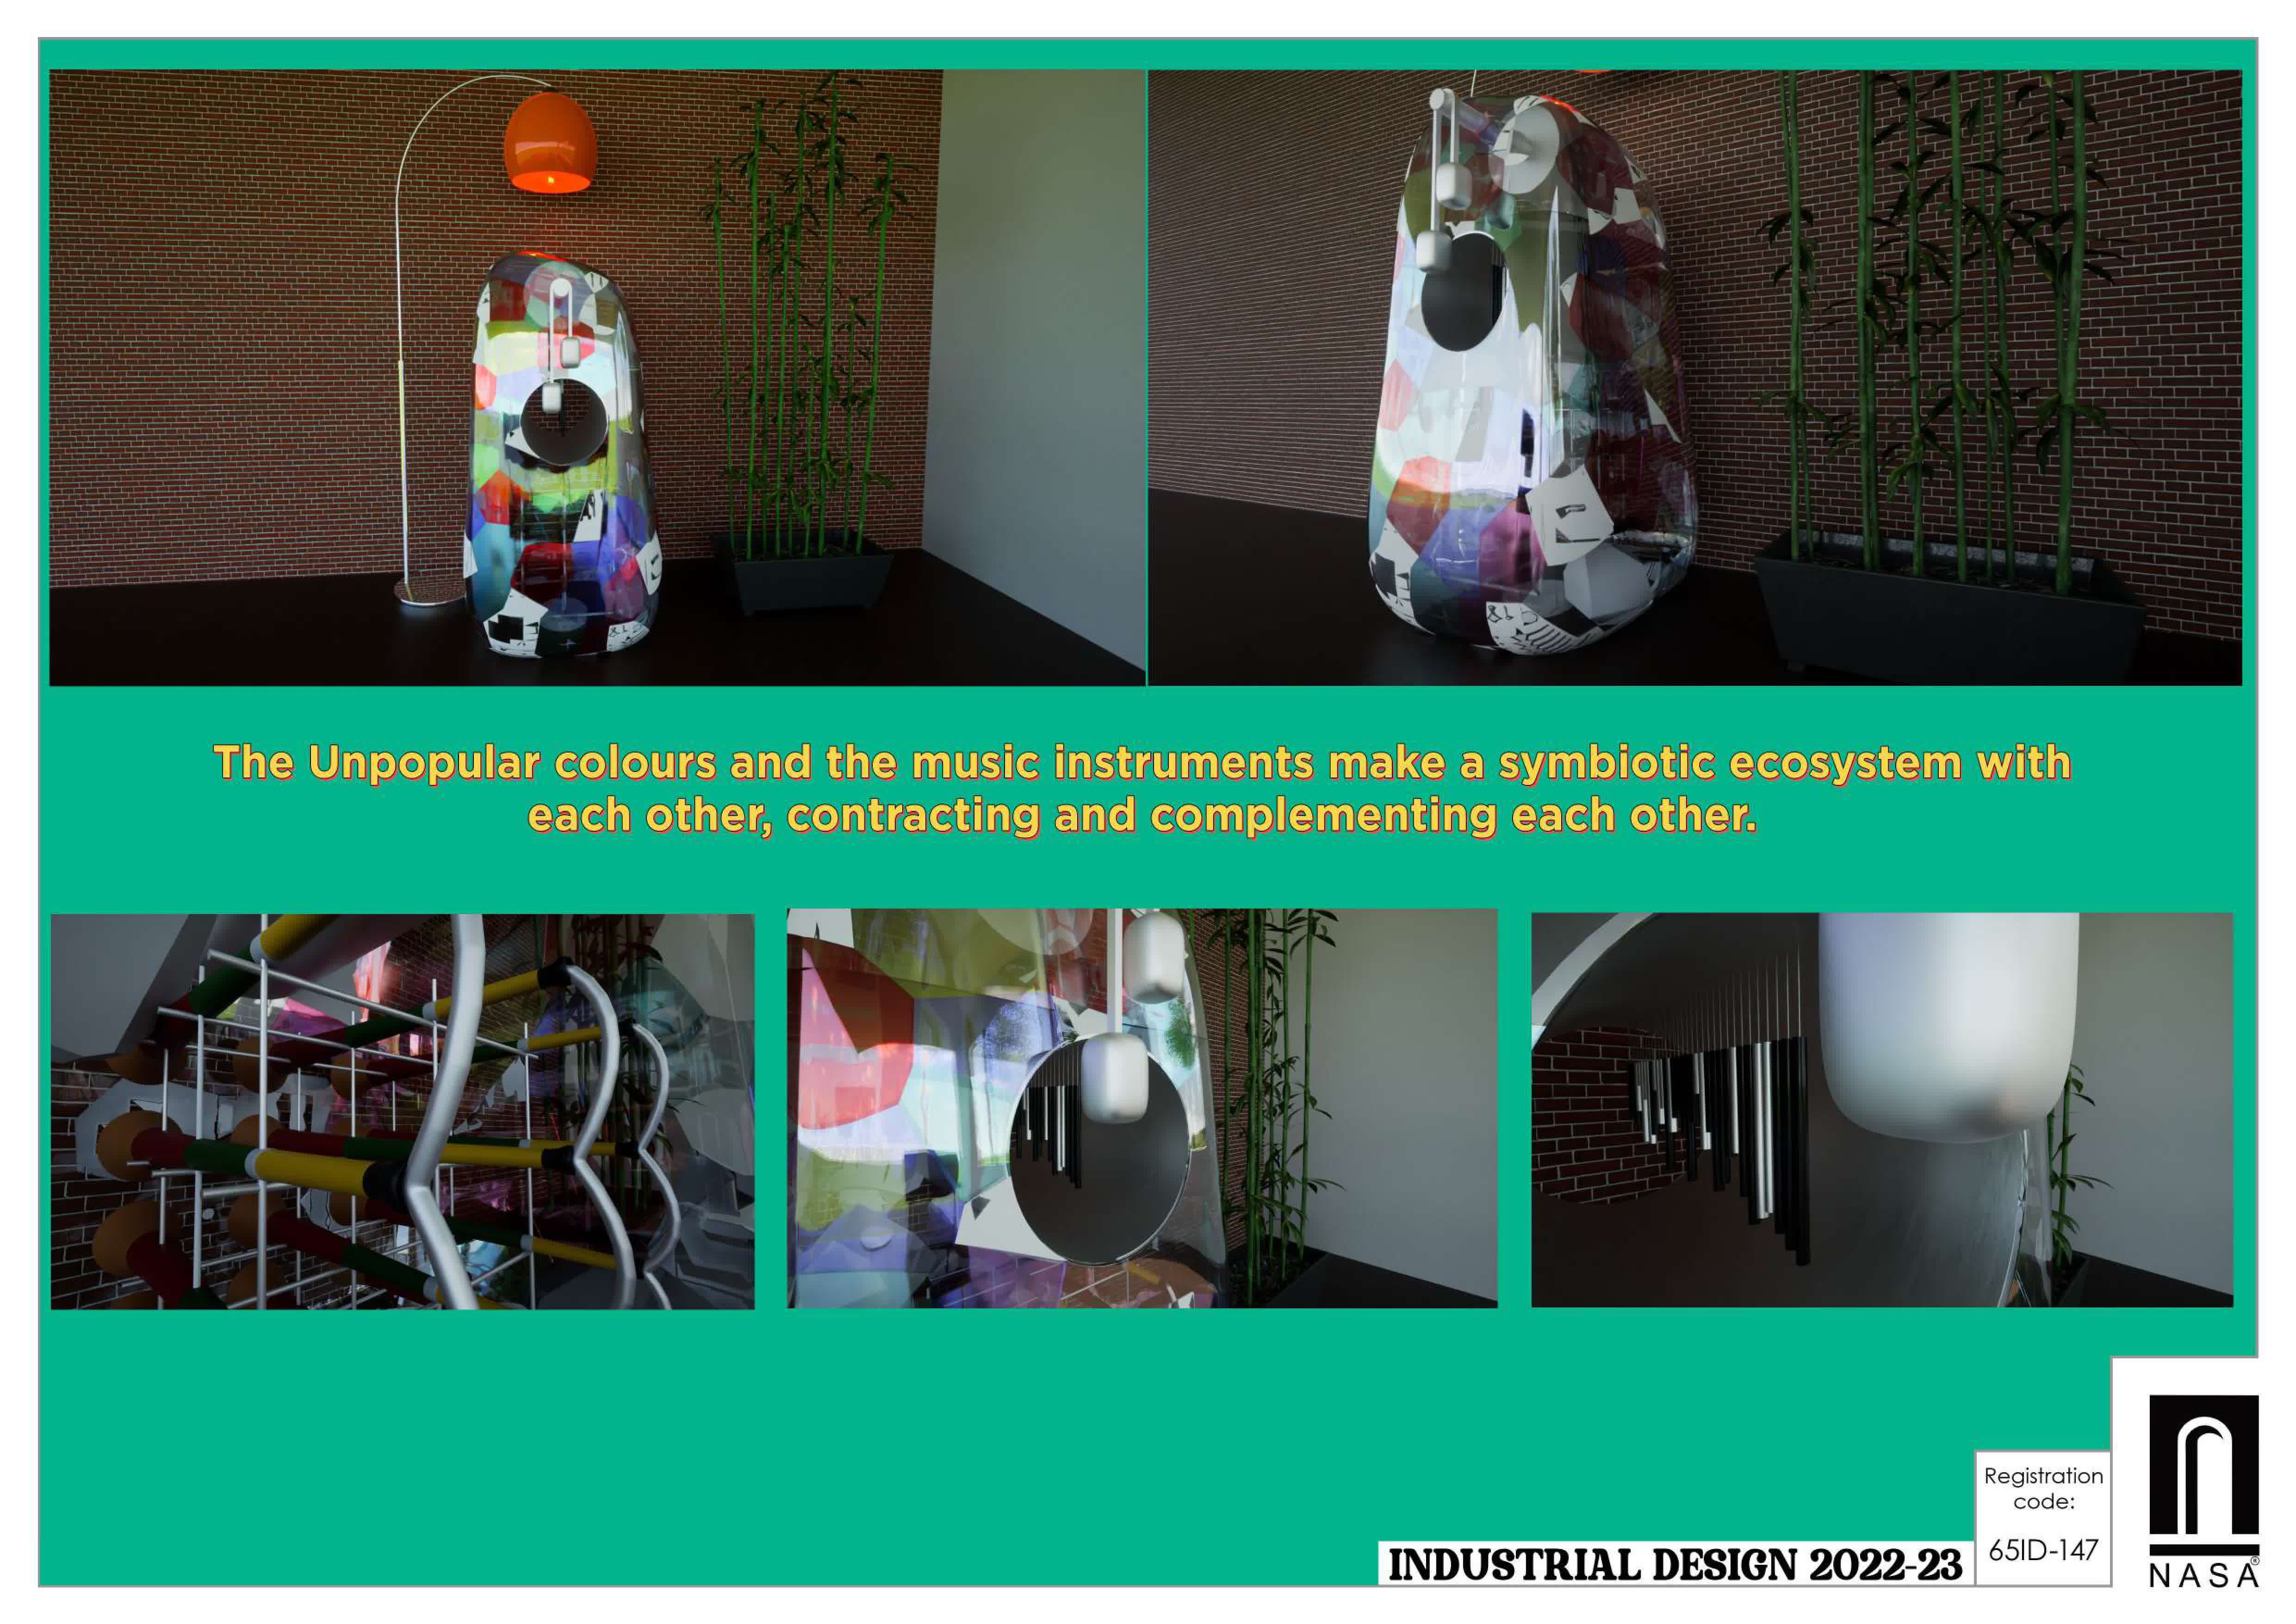 The Unpopular colours and the music instruments make a symbiotic ecosystem with
each other, contracting and complementing each other.
Registration
code:
65ID-147
INDUSTRIAL DESIGN 2022-23
NASA®